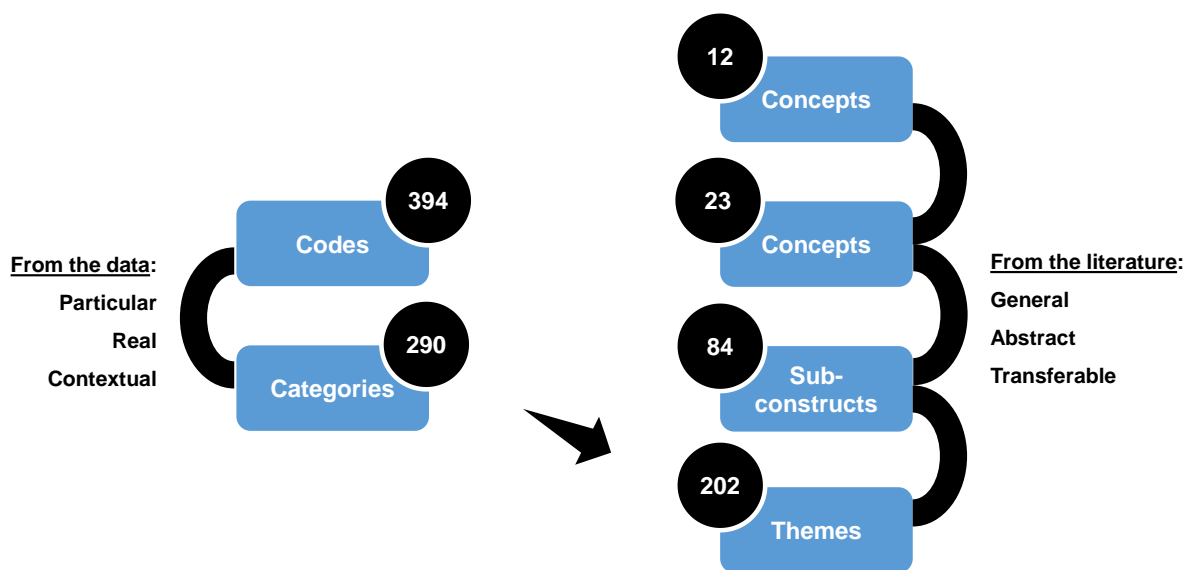 From the data:
Particular
Real
Contextual
394
Codes
290
Categories
12
Concepts
23
Concepts
84
Sub-
constructs
202
Themes
From the literature:
General
Abstract
Transferable